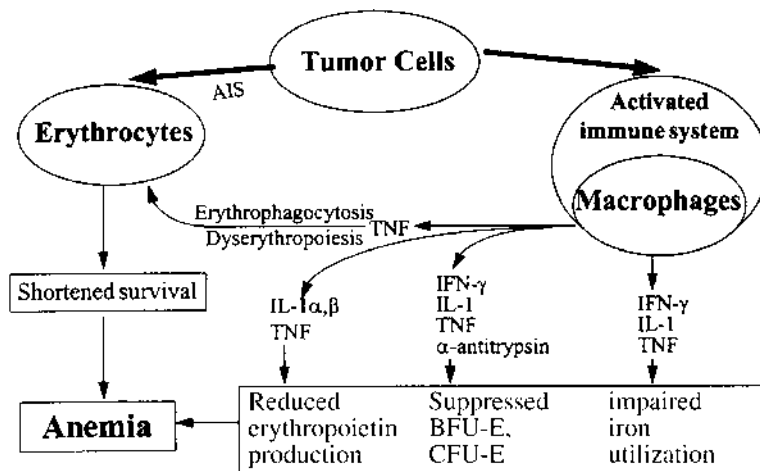 Tumor Cells
AIS
Erythrocytes
Activated
immune system
Macrophages
Erythrophagocytosis
Dyserythropoiesis
TNF
Shortened survival
IL-1α,β
TNF
IFN-γ
IL-1
TNF
α-antitrypsin
IFN-γ
IL-1
TNF
Anemia
Reduced
erythropoietin
production
Suppressed
BFU-E,
CFU-E
impaired
iron
utilization